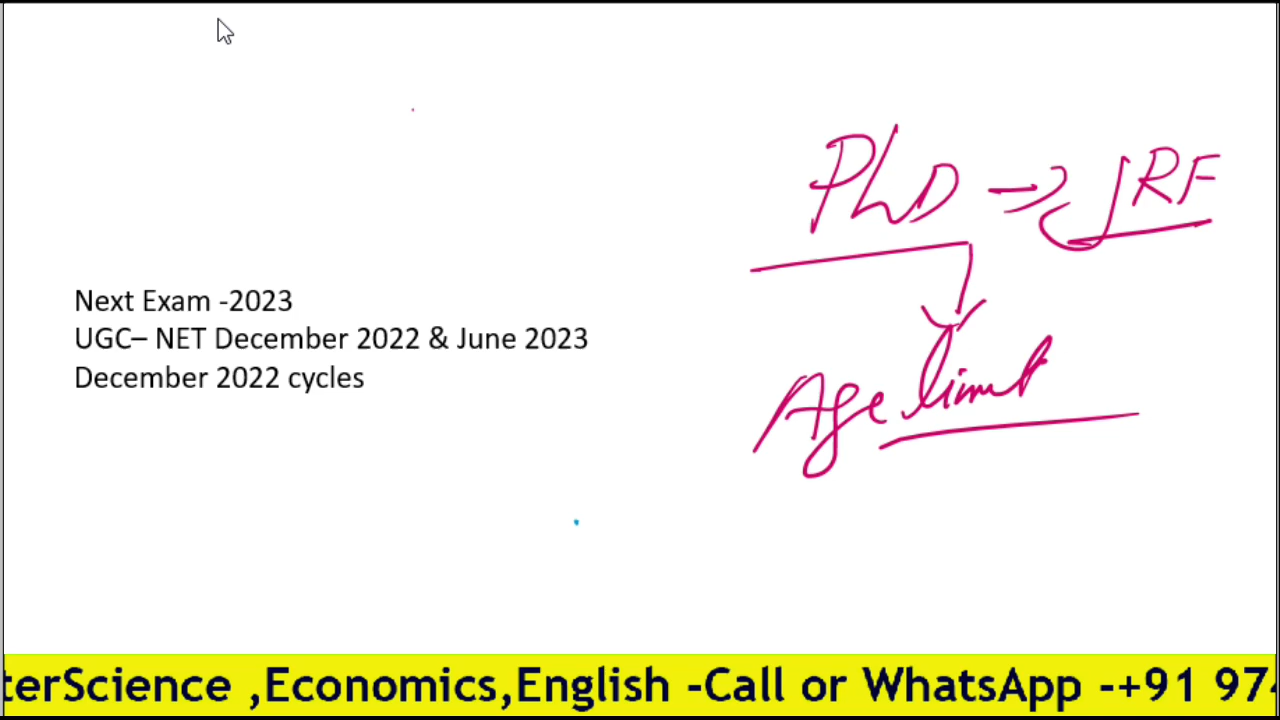 PhD → JRF
Age limit
Next Exam -2023
UGC– NET December 2022 & June 2023
December 2022 cycles
terScience ,Economics,English -Call or WhatsApp -+91 974